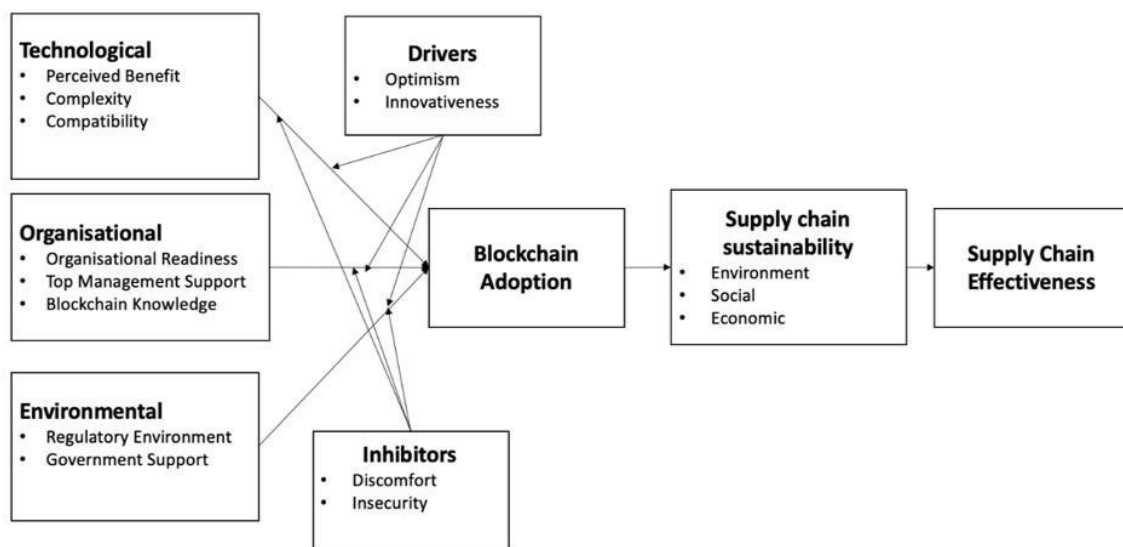 Technological
• Perceived Benefit
• Complexity
• Compatibility
Drivers
• Optimism
• Innovativeness
Organisational
• Organisational Readiness
• Top Management Support
• Blockchain Knowledge
Blockchain
Adoption
Supply chain
sustainability
• Environment
• Social
• Economic
Supply Chain
Effectiveness
Environmental
• Regulatory Environment
• Government Support
Inhibitors
• Discomfort
• Insecurity